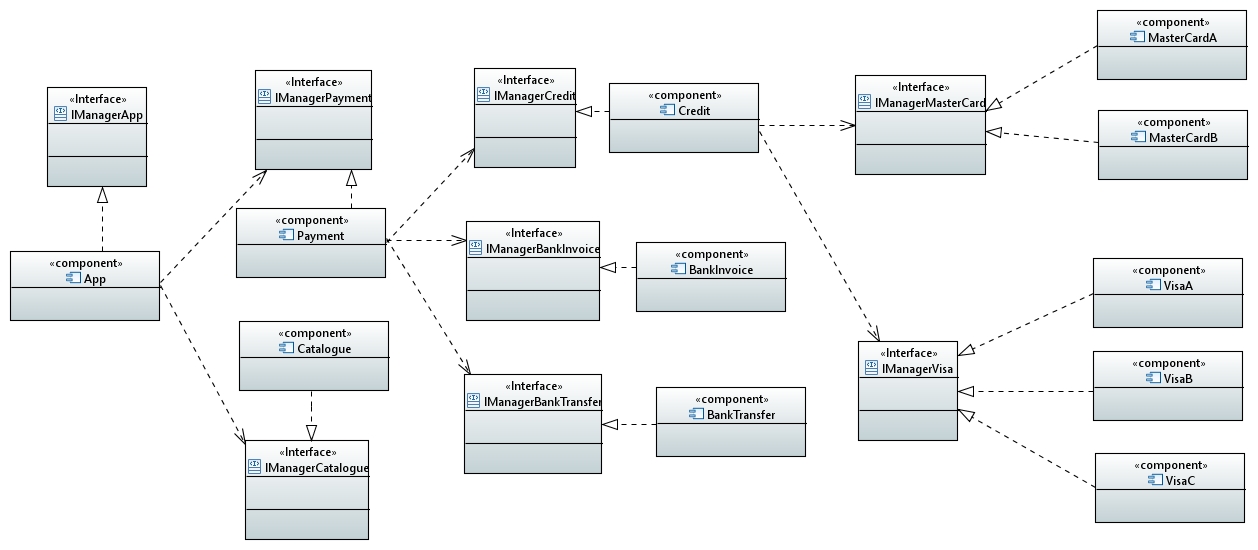 «Interface»
IManagerApp
«component»
App
«Interface»
IManagerPayment
«component»
Payment
«component»
Catalogue
«Interface»
IManagerCatalogue
«Interface»
IManagerCredit
«component»
Credit
«Interface»
IManagerBankInvoice
«component»
BankInvoice
«Interface»
IManagerBankTransfer
«component»
BankTransfer
«Interface»
IManagerMasterCard
«component»
MasterCardA
«component»
MasterCardB
«Interface»
IManagerVisa
«component»
VisaA
«component»
VisaB
«component»
VisaC